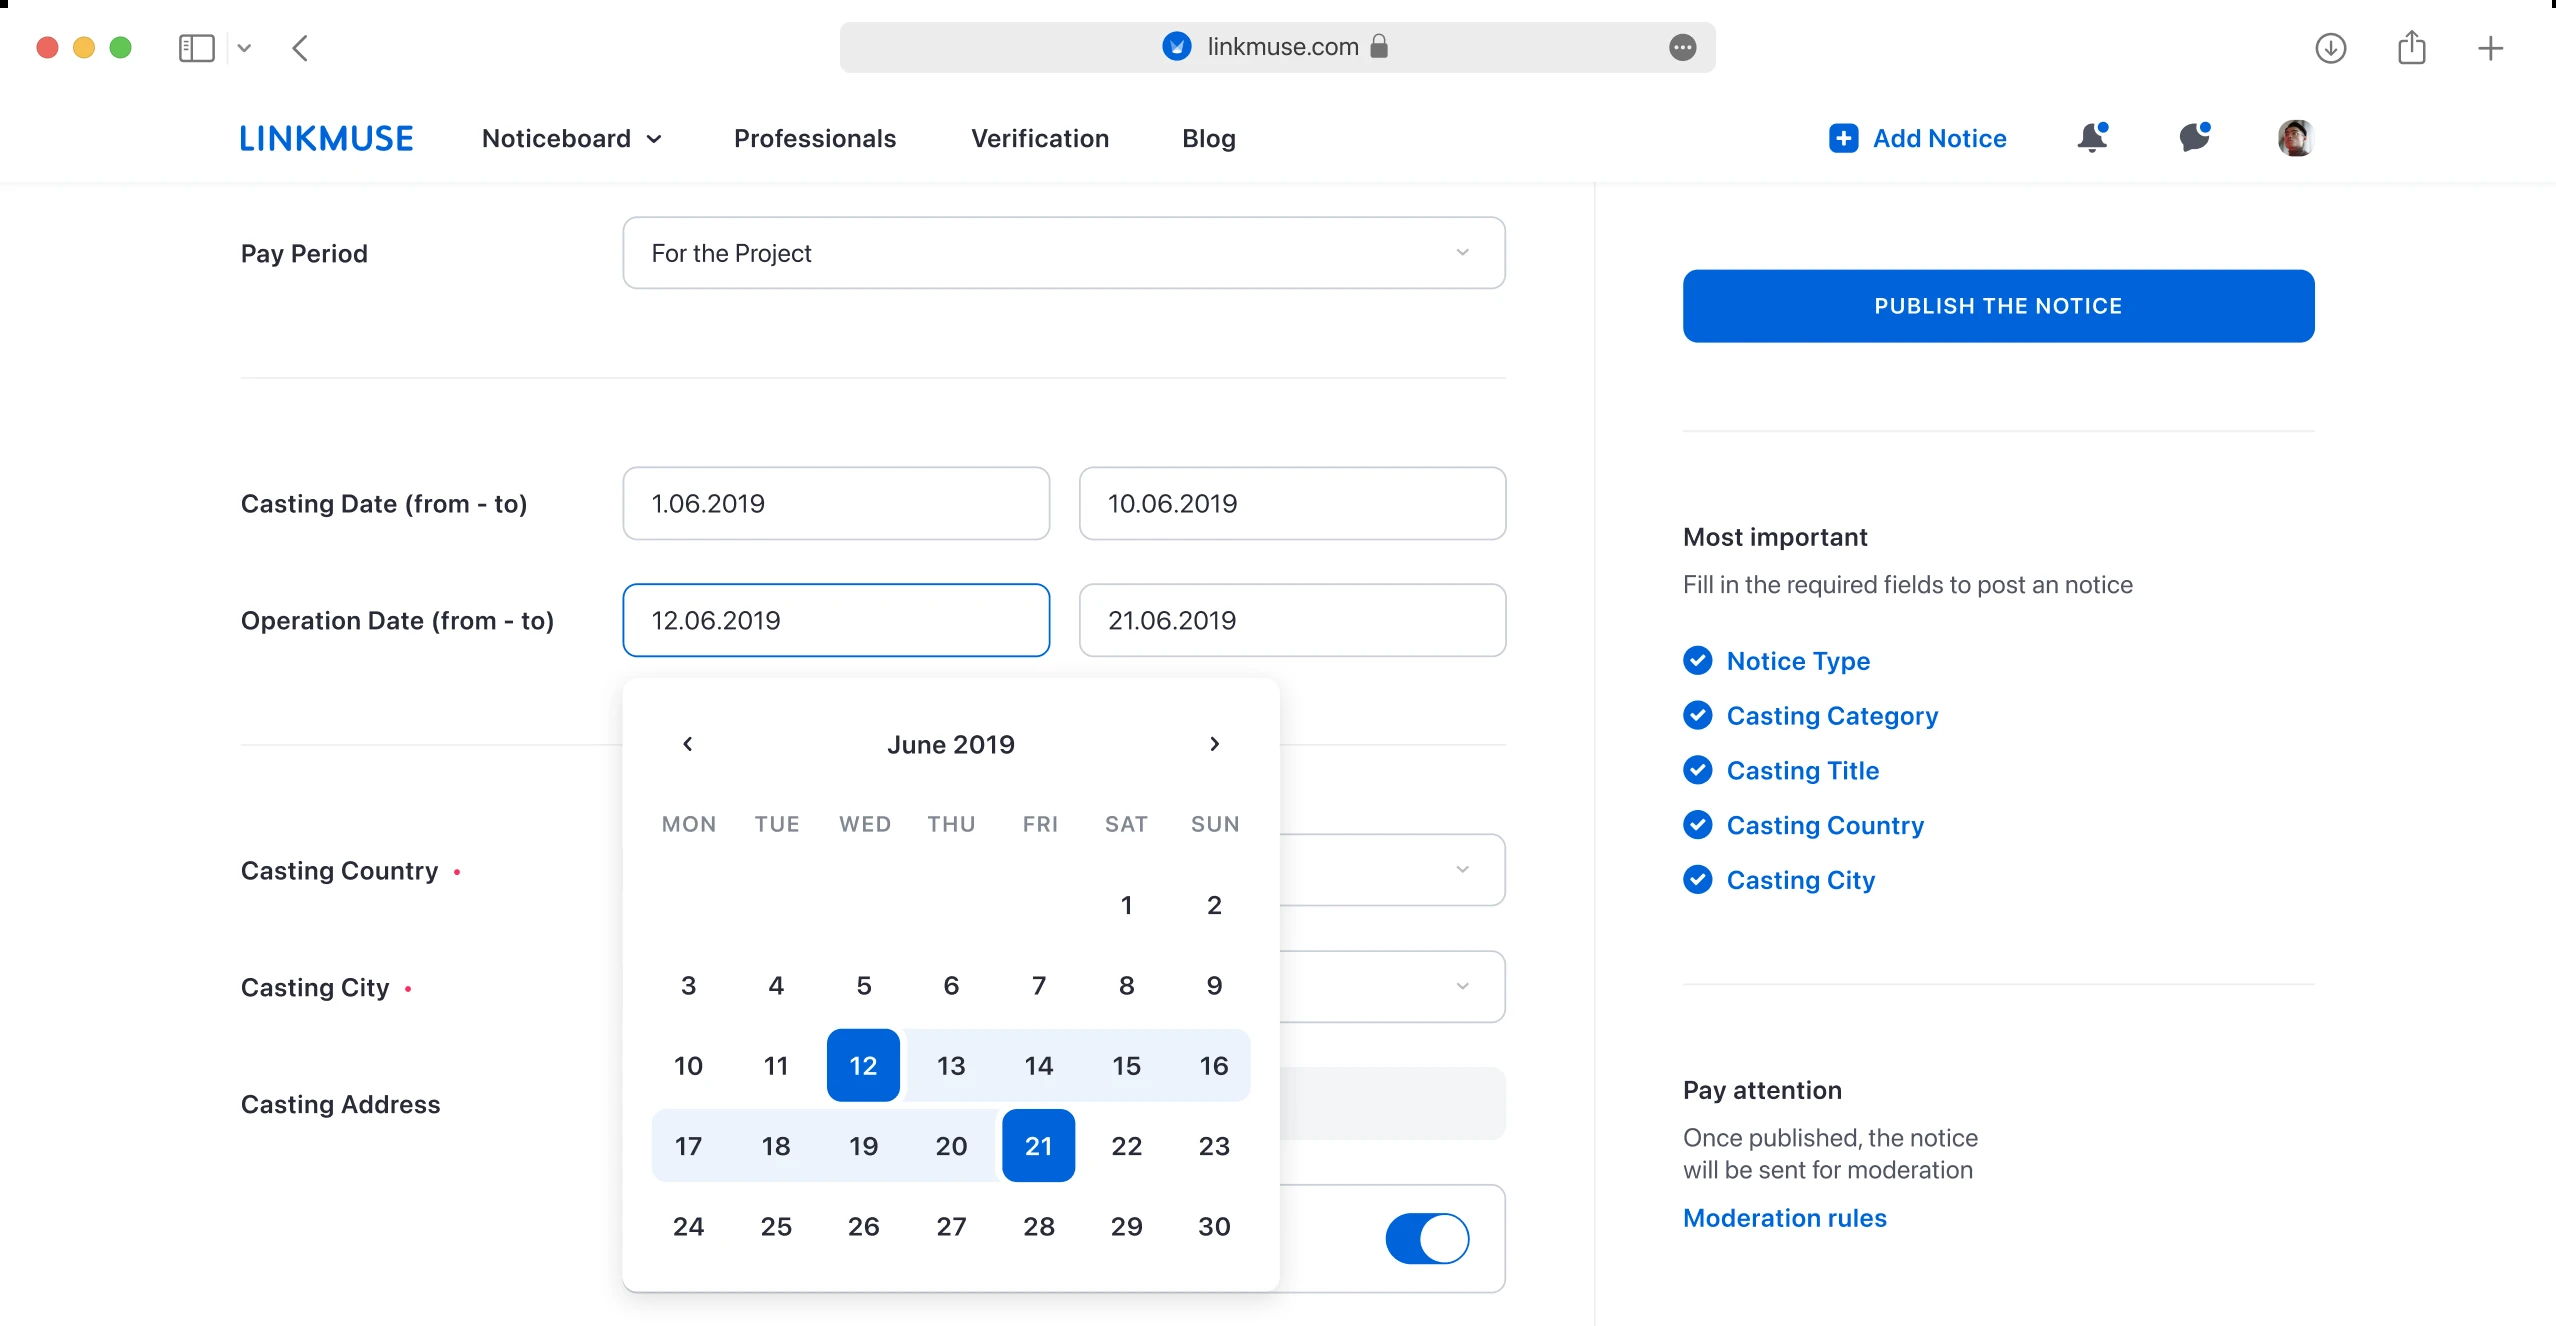 linkmuse.com
LINKMUSE
Noticeboard
Professionals
Verification
Blog
Add Notice
Pay Period
For the Project
PUBLISH THE NOTICE
Casting Date (from - to)
1.06.2019
10.06.2019
Operation Date (from - to)
12.06.2019
21.06.2019
June 2019
MON TUE WED THU FRI SAT SUN
1 2
3 4 5 6 7 8 9
10 11 12 13 14 15 16
17 18 19 20 21 22 23
24 25 26 27 28 29 30
Casting Country
Casting City
Casting Address
Most important
Fill in the required fields to post an notice
Notice Type
Casting Category
Casting Title
Casting Country
Casting City
Pay attention
Once published, the notice
will be sent for moderation
Moderation rules